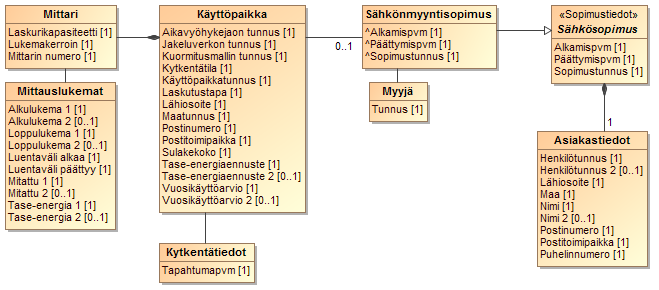 Mittari
Laskurikapasiteetti [1]
Lukemakerroin [1]
Mittarin numero [1]
Mittauslukemat
Alkulukema 1 [1]
Alkulukema 2 [0..1]
Loppulukema 1 [1]
Loppulukema 2 [0..1]
Luentaväli alkaa [1]
Luentaväli päättyy [1]
Mitattu 1 [1]
Mitattu 2 [0..1]
Tase-energia 1 [1]
Tase-energia 2 [0..1]
Käyttöpaikka
Aikavyöhykejaon tunnus [1]
Jakeluverkon tunnus [1]
Kuormitusmallin tunnus [1]
Kytkentätila [1]
Käyttöpaikkatunnus [1]
Laskutustapa [1]
Lähiosoite [1]
Maatunnus [1]
Postinumero [1]
Postitoimipaikka [1]
Sulakekoko [1]
Tase-energiaennuste [1]
Tase-energiaennuste 2 [0..1]
Vuosikäyttöarvio [1]
Vuosikäyttöarvio 2 [0..1]
Kytkentätiedot
Tapahtumapvm [1]
0..1
Sähkönmyyntisopimus
^Alkamispvm [1]
^Päättymispvm [1]
^Sopimustunnus [1]
Myyjä
Tunnus [1]
«Sopimustiedot»
Sähkösopimus
Alkamispvm [1]
Päättymispvm [1]
Sopimustunnus [1]
1
Asiakastiedot
Henkilötunnus [1]
Henkilötunnus 2 [0..1]
Lähiosoite [1]
Maa [1]
Nimi [1]
Nimi 2 [0..1]
Postinumero [1]
Postitoimipaikka [1]
Puhelinnumero [1]